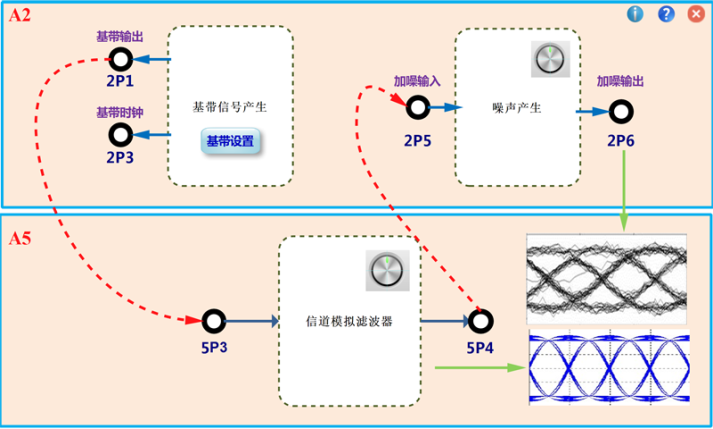 A2
基带输出
2P1
基带时钟
2P3
基带信号产生
基带设置
加噪输入
2P5
噪声产生
加噪输出
2P6
A5
5P3
信道模拟滤波器
5P4